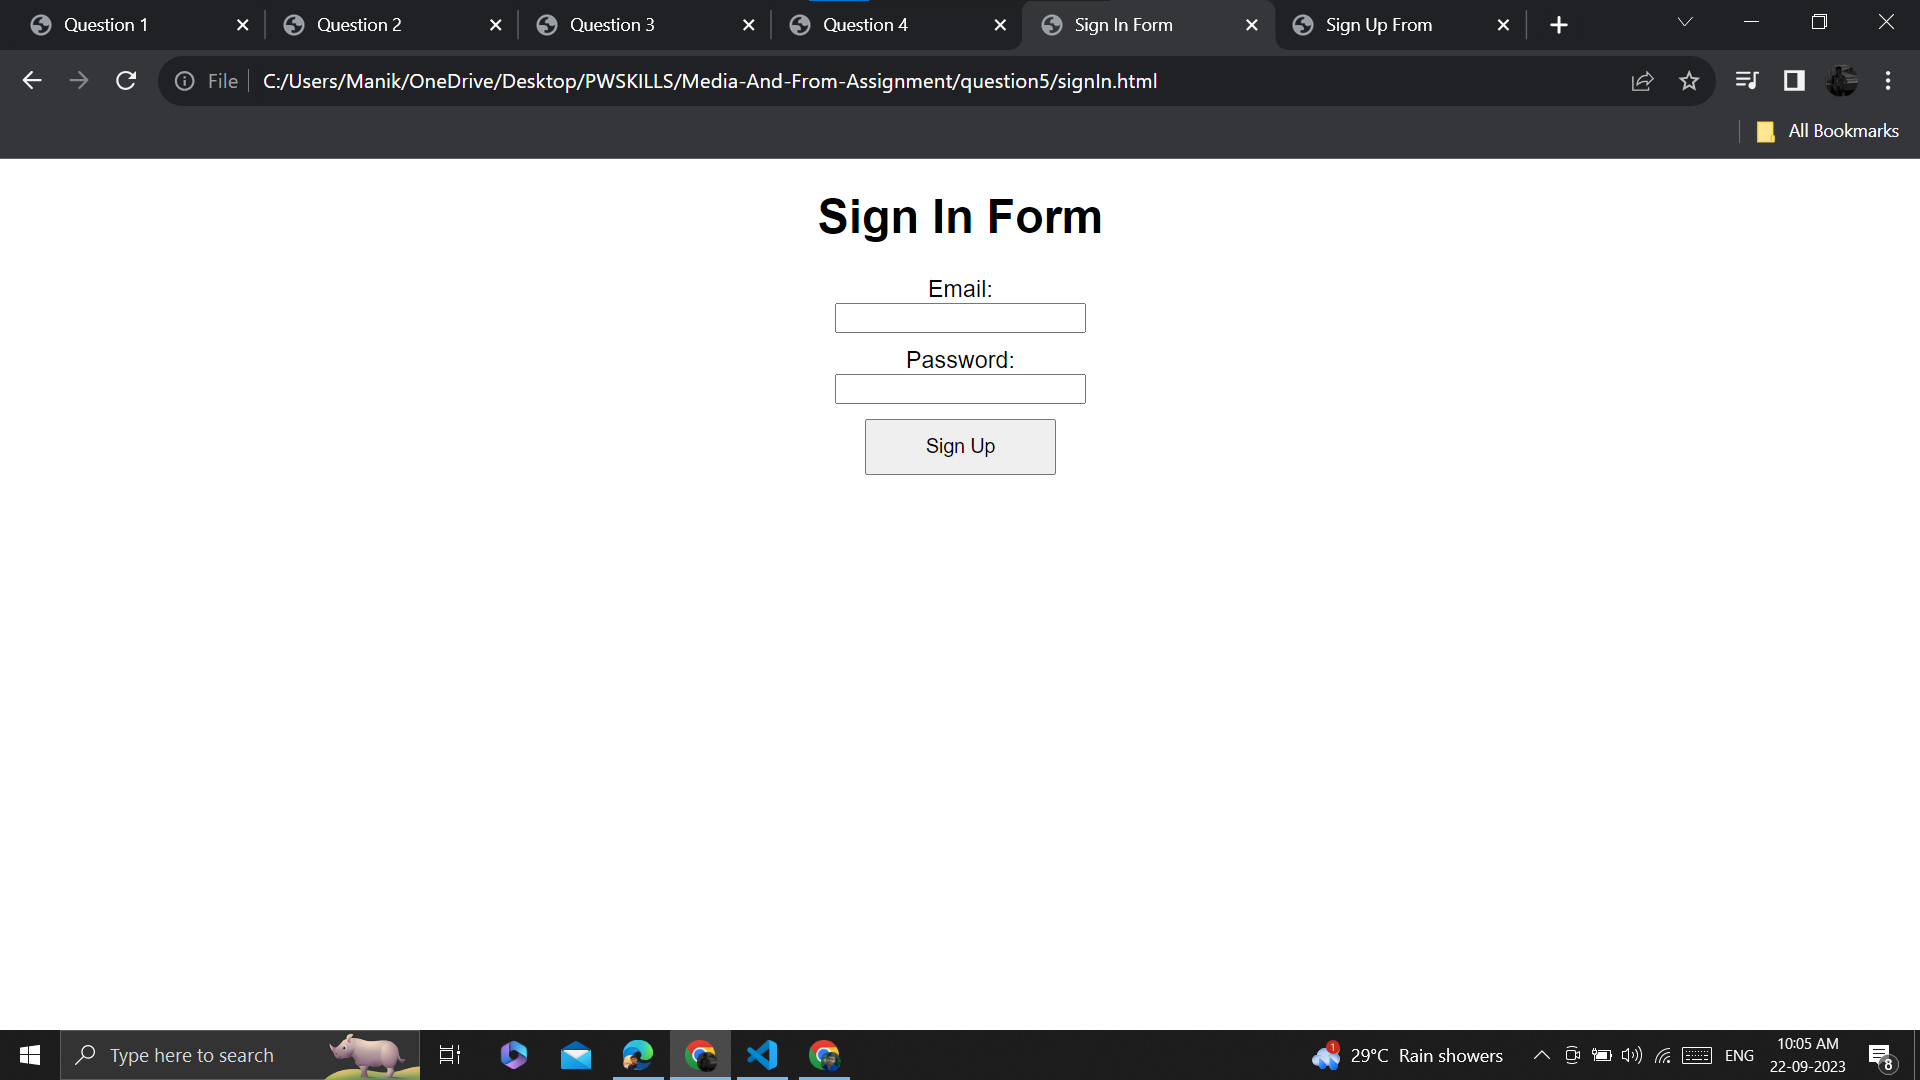 Question 1
Question 2
Question 3
Question 4
Sign In Form
Sign Up From
File
C:/Users/Manik/OneDrive/Desktop/PWSKILLS/Media-And-From-Assignment/question5/signIn.html
All Bookmarks
Sign In Form
Email:
Password:
Sign Up
Type here to search
1
29°C Rain showers
ENG
10:05 AM
22-09-2023
8